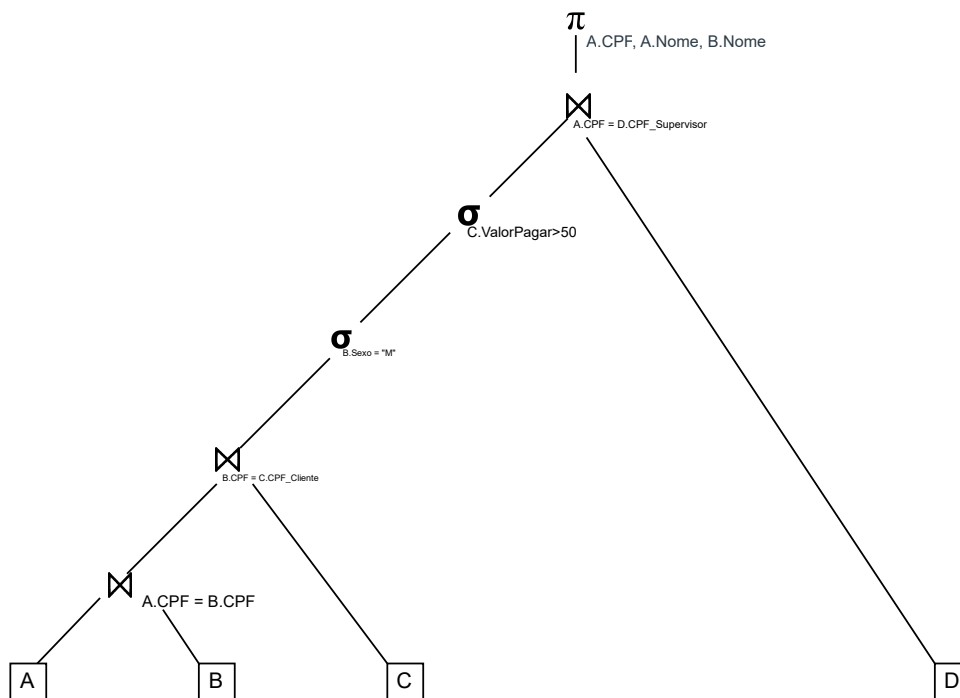 π
A.CPF, A.Nome, B.Nome
⋈
A.CPF = D.CPF_Supervisor
σ
C.ValorPagar>50
σ
B.Sexo = "M"
⋈
B.CPF = C.CPF_Cliente
⋈
A.CPF = B.CPF
A B C D